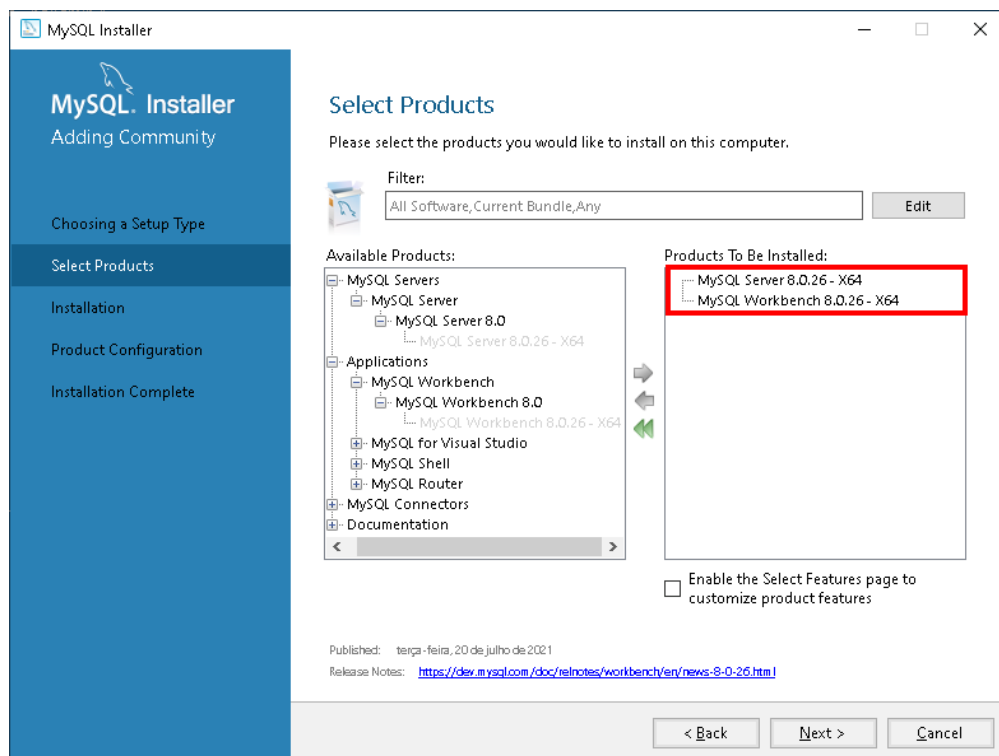 MySQL Installer
MySQL. Installer
Adding Community
Choosing a Setup Type
Select Products
Installation
Product Configuration
Installation Complete
Select Products
Please select the products you would like to install on this computer.
Filter:
All Software,Current Bundle,Any
Edit
Available Products:
MySQL Servers
MySQL Server
MySQL Server 8.0
MySQL Server 8.0.26 - X64
Applications
MySQL Workbench
MySQL Workbench 8.0
MySQL Workbench 8.0.26 - X64
MySQL for Visual Studio
MySQL Shell
MySQL Router
MySQL Connectors
Documentation
Products To Be Installed:
MySQL Server 8.0.26 - X64
MySQL Workbench 8.0.26 - X64
Enable the Select Features page to
customize product features
Published: terça-feira, 20 de julho de 2021
Release Notes: https://dev.mysql.com/doc/relnotes/workbench/en/news-8-0-26.html
< Back
Next >
Cancel